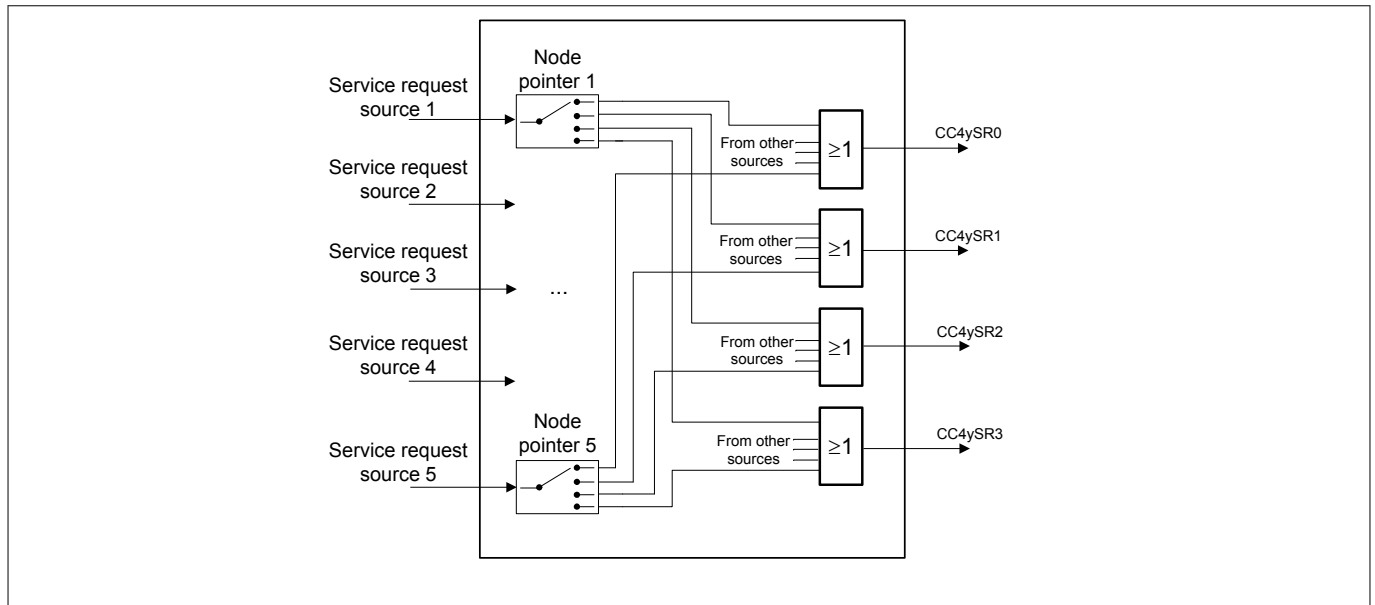 Node
pointer 1
Service request
source 1
From other
sources
≥1
CC4ySR0
Service request
source 2
From other
sources
≥1
CC4ySR1
Service request
source 3
...
From other
sources
≥1
CC4ySR2
Service request
source 4
Node
pointer 5
From other
sources
≥1
CC4ySR3
Service request
source 5